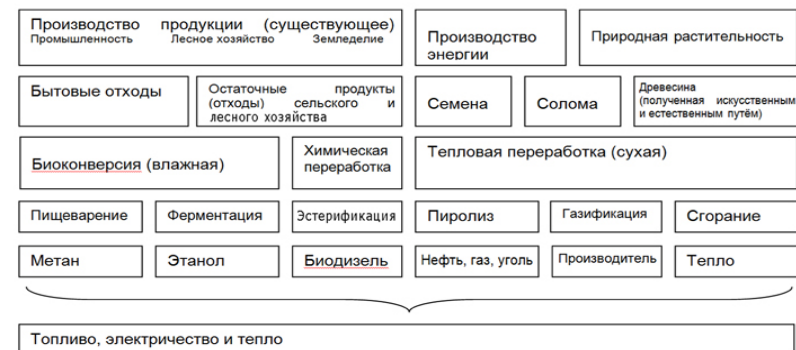 Производство продукции (существующее)
Промышленность Лесное хозяйство Земледелие
Производство
энергии
Природная растительность
Бытовые отходы
Остаточные продукты
(отходы) сельского и
лесного хозяйства
Семена
Солома
Древесина
(полученная искусственным
и естественным путём)
Биоконверсия (влажная)
Химическая
переработка
Тепловая переработка (сухая)
Пищеварение
Ферментация
Эстерификация
Пиролиз
Газификация
Сгорание
Метан
Этанол
Биодизель
Нефть, газ, уголь
Производитель
Тепло
Топливо, электричество и тепло